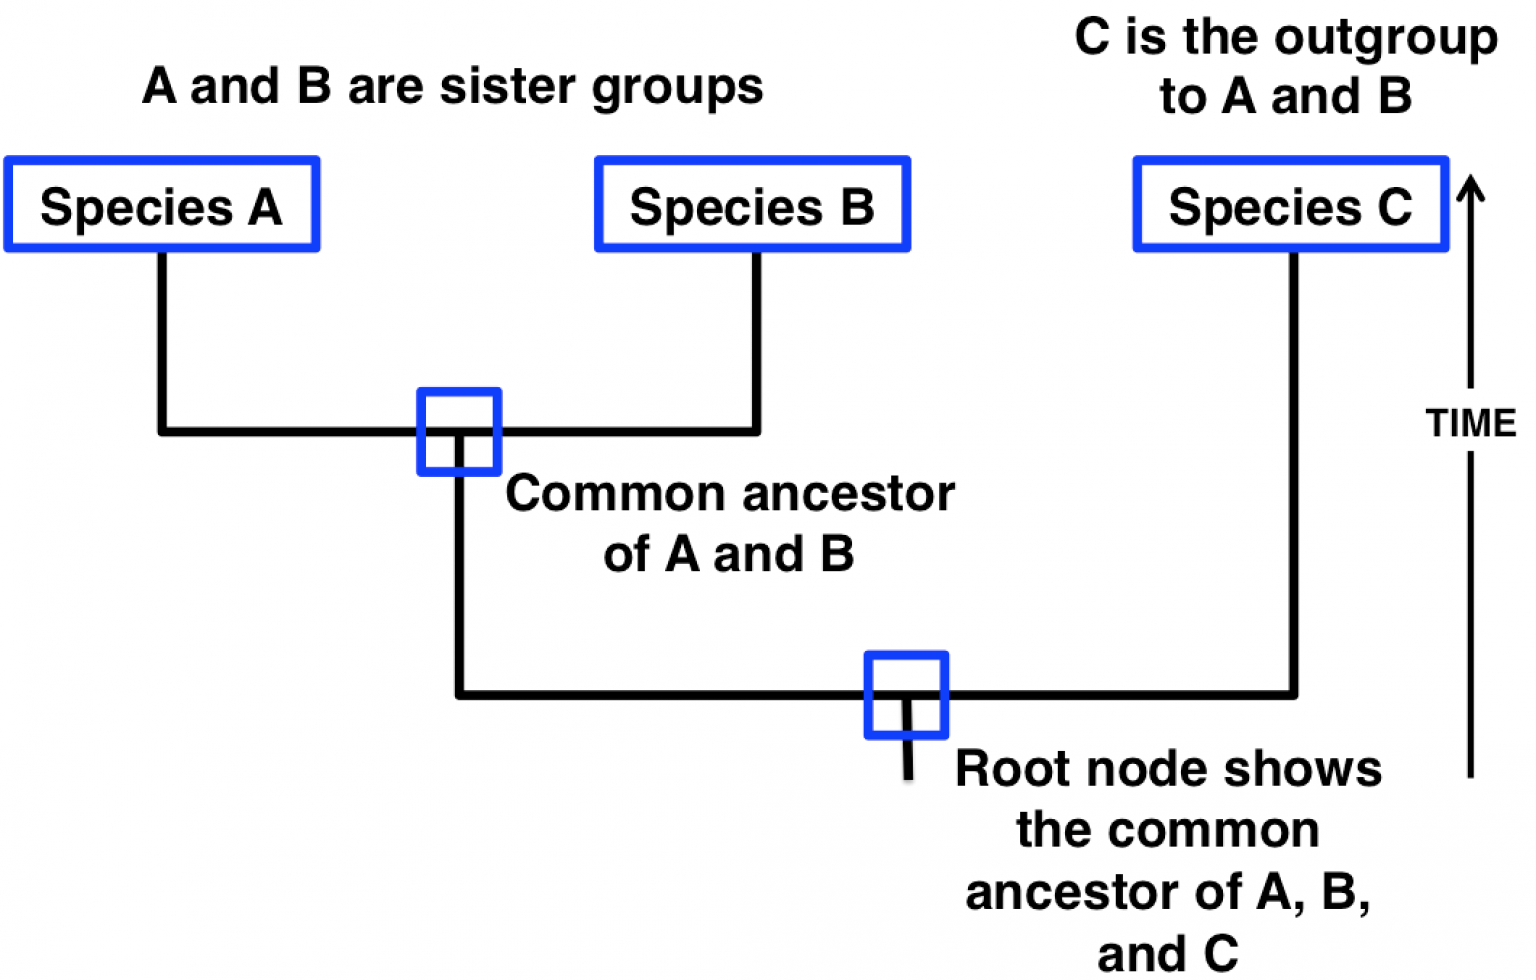 C is the outgroup
to A and B
A and B are sister groups
Species A
Species B
Species C
TIME
Common ancestor
of A and B
Root node shows
the common
ancestor of A, B,
and C